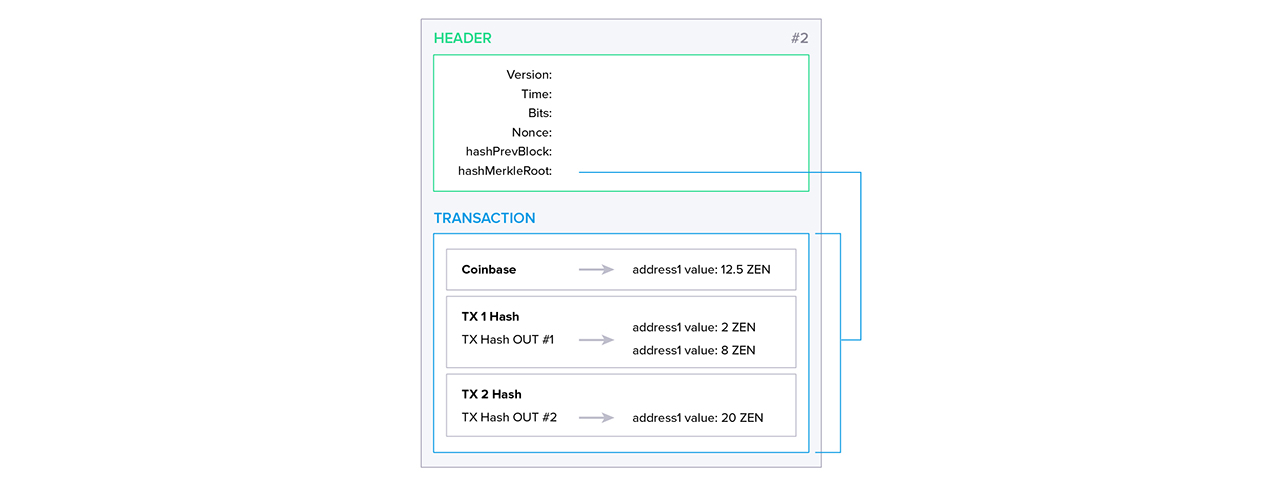 HEADER #2
Version:
Time:
Bits:
Nonce:
hashPrevBlock:
hashMerkleRoot:
TRANSACTION
Coinbase address1 value: 12.5 ZEN
TX 1 Hash
TX Hash OUT #1
address1 value: 2 ZEN
address1 value: 8 ZEN
TX 2 Hash
TX Hash OUT #2 address1 value: 20 ZEN